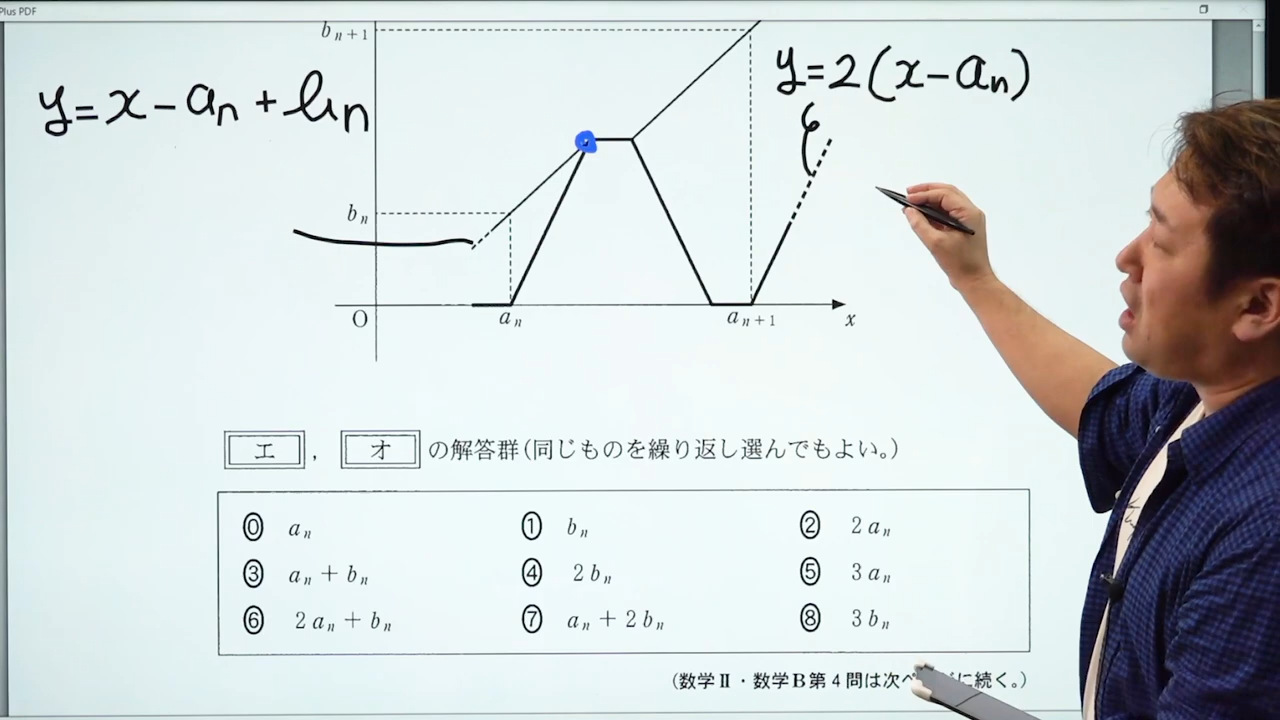 Plus PDF
b_{n+1}
y=2(x-a_n)
y=x-a_n+b_n
b_n
O a_n a_{n+1} x
エ , オ の解答群(同じものを繰り返し選んでもよい。)
⓪ a_n ① b_n ② 2a_n
③ a_n + b_n ④ 2b_n ⑤ 3a_n
⑥ 2a_n + b_n ⑦ a_n + 2b_n ⑧ 3b_n
(数学Ⅱ・数学B第4問は次ペ に続く。)